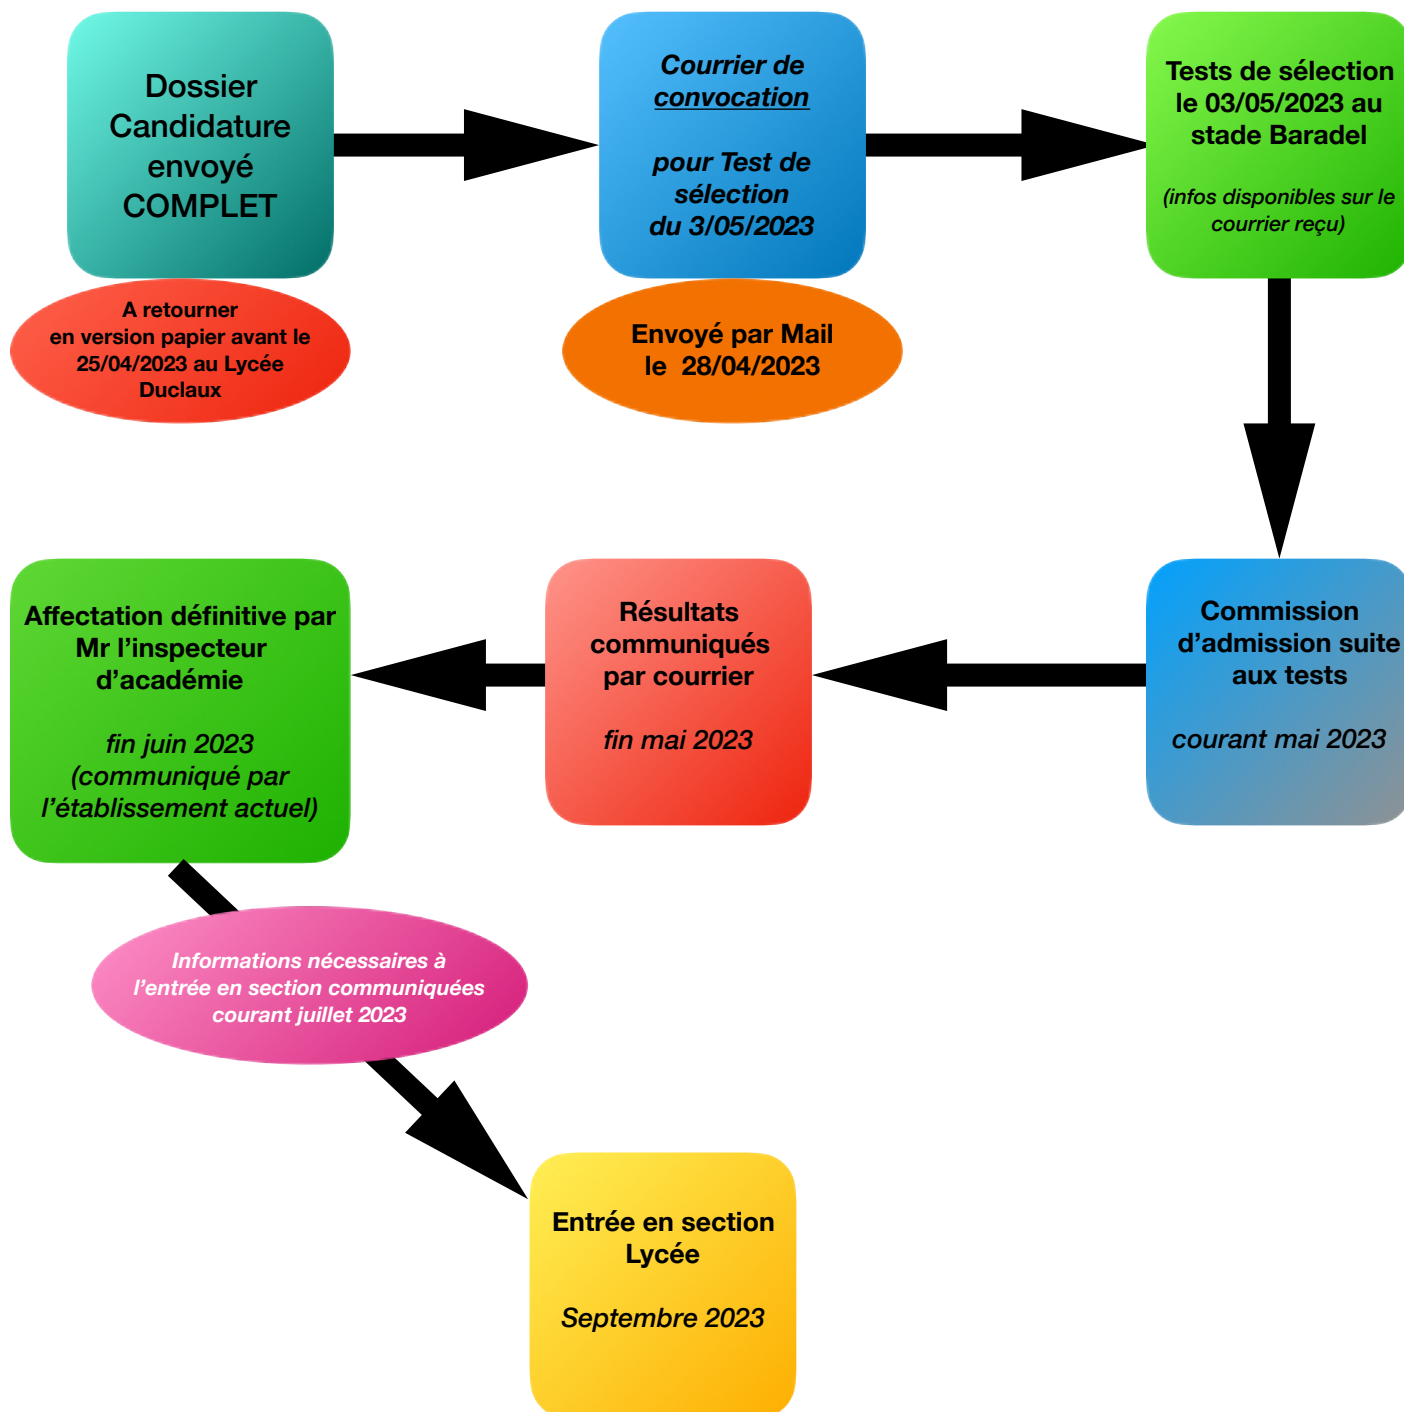 Dossier
Candidature
envoyé
COMPLET
A retourner
en version papier avant le
25/04/2023 au Lycée
Duclaux
Courrier de
convocation
pour Test de
sélection
du 3/05/2023
Envoyé par Mail
le  28/04/2023
Tests de sélection
le 03/05/2023 au
stade Baradel
(infos disponibles sur le
courrier reçu)
Commission
d’admission suite
aux tests
courant mai 2023
Résultats
communiqués
par courrier
fin mai 2023
Affectation définitive par
Mr l’inspecteur
d’académie
fin juin 2023
(communiqué par
l’établissement actuel)
Informations nécessaires à
l’entrée en section communiquées
courant juillet 2023
Entrée en section
Lycée
Septembre 2023